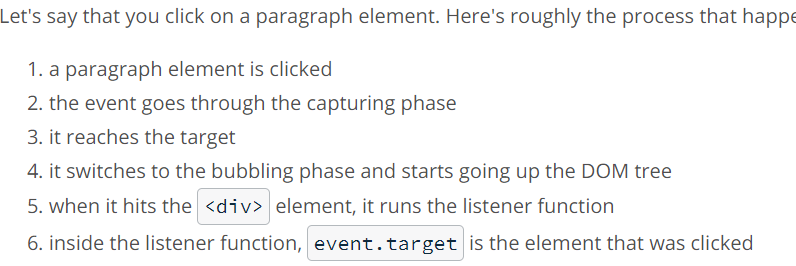 Let's say that you click on a paragraph element. Here's roughly the process that
1. a paragraph element is clicked
2. the event goes through the capturing phase
3. it reaches the target
4. it switches to the bubbling phase and starts going up the DOM tree
5. when it hits the <div> element, it runs the listener function
6. inside the listener function, event.target is the element that was clicked